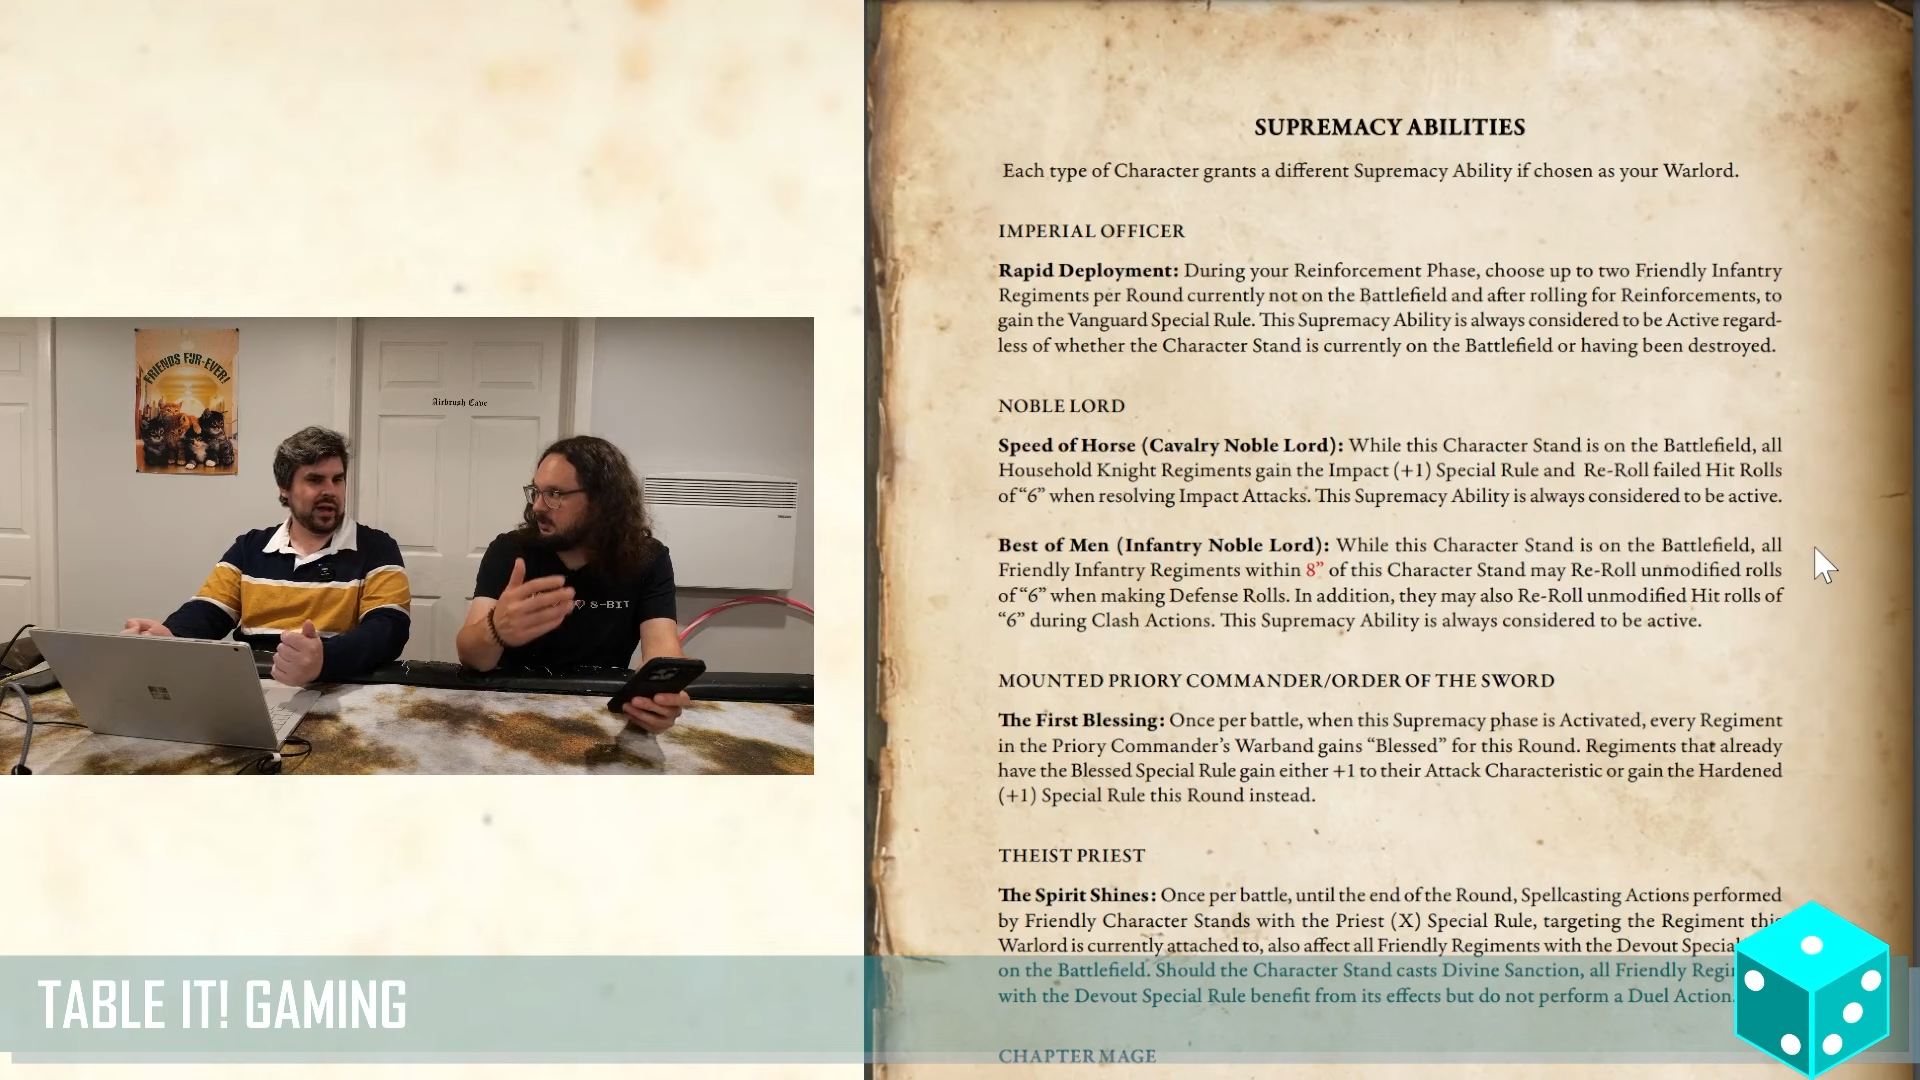 FRIENDS FUR-EVER!
Airbrush Cave
8-BIT
TABLE IT! GAMING
SUPREMACY ABILITIES
Each type of Character grants a different Supremacy Ability if chosen as your Warlord.
IMPERIAL OFFICER
Rapid Deployment: During your Reinforcement Phase, choose up to two Friendly Infantry
Regiments per Round currently not on the Battlefield and after rolling for Reinforcements, to
gain the Vanguard Special Rule. This Supremacy Ability is always considered to be Active regard-
less of whether the Character Stand is currently on the Battlefield or having been destroyed.
NOBLE LORD
Speed of Horse (Cavalry Noble Lord): While this Character Stand is on the Battlefield, all
Household Knight Regiments gain the Impact (+1) Special Rule and Re-Roll failed Hit Rolls
of “6” when resolving Impact Attacks. This Supremacy Ability is always considered to be active.
Best of Men (Infantry Noble Lord): While this Character Stand is on the Battlefield, all
Friendly Infantry Regiments within 8” of this Character Stand may Re-Roll unmodified rolls
of “6” when making Defense Rolls. In addition, they may also Re-Roll unmodified Hit rolls of
“6” during Clash Actions. This Supremacy Ability is always considered to be active.
MOUNTED PRIORY COMMANDER/ORDER OF THE SWORD
The First Blessing: Once per battle, when this Supremacy phase is Activated, every Regiment
in the Priory Commander’s Warband gains “Blessed” for this Round. Regiments that already
have the Blessed Special Rule gain either +1 to their Attack Characteristic or gain the Hardened
(+1) Special Rule this Round instead.
THEIST PRIEST
The Spirit Shines: Once per battle, until the end of the Round, Spellcasting Actions performed
by Friendly Character Stands with the Priest (X) Special Rule, targeting the Regiment this
Warlord is currently attached to, also affect all Friendly Regiments with the Devout Special
on the Battlefield. Should the Character Stand casts Divine Sanction, all Friendly
with the Devout Special Rule benefit from its effects but do not perform a Duel Action.
CHAPTER MAGE